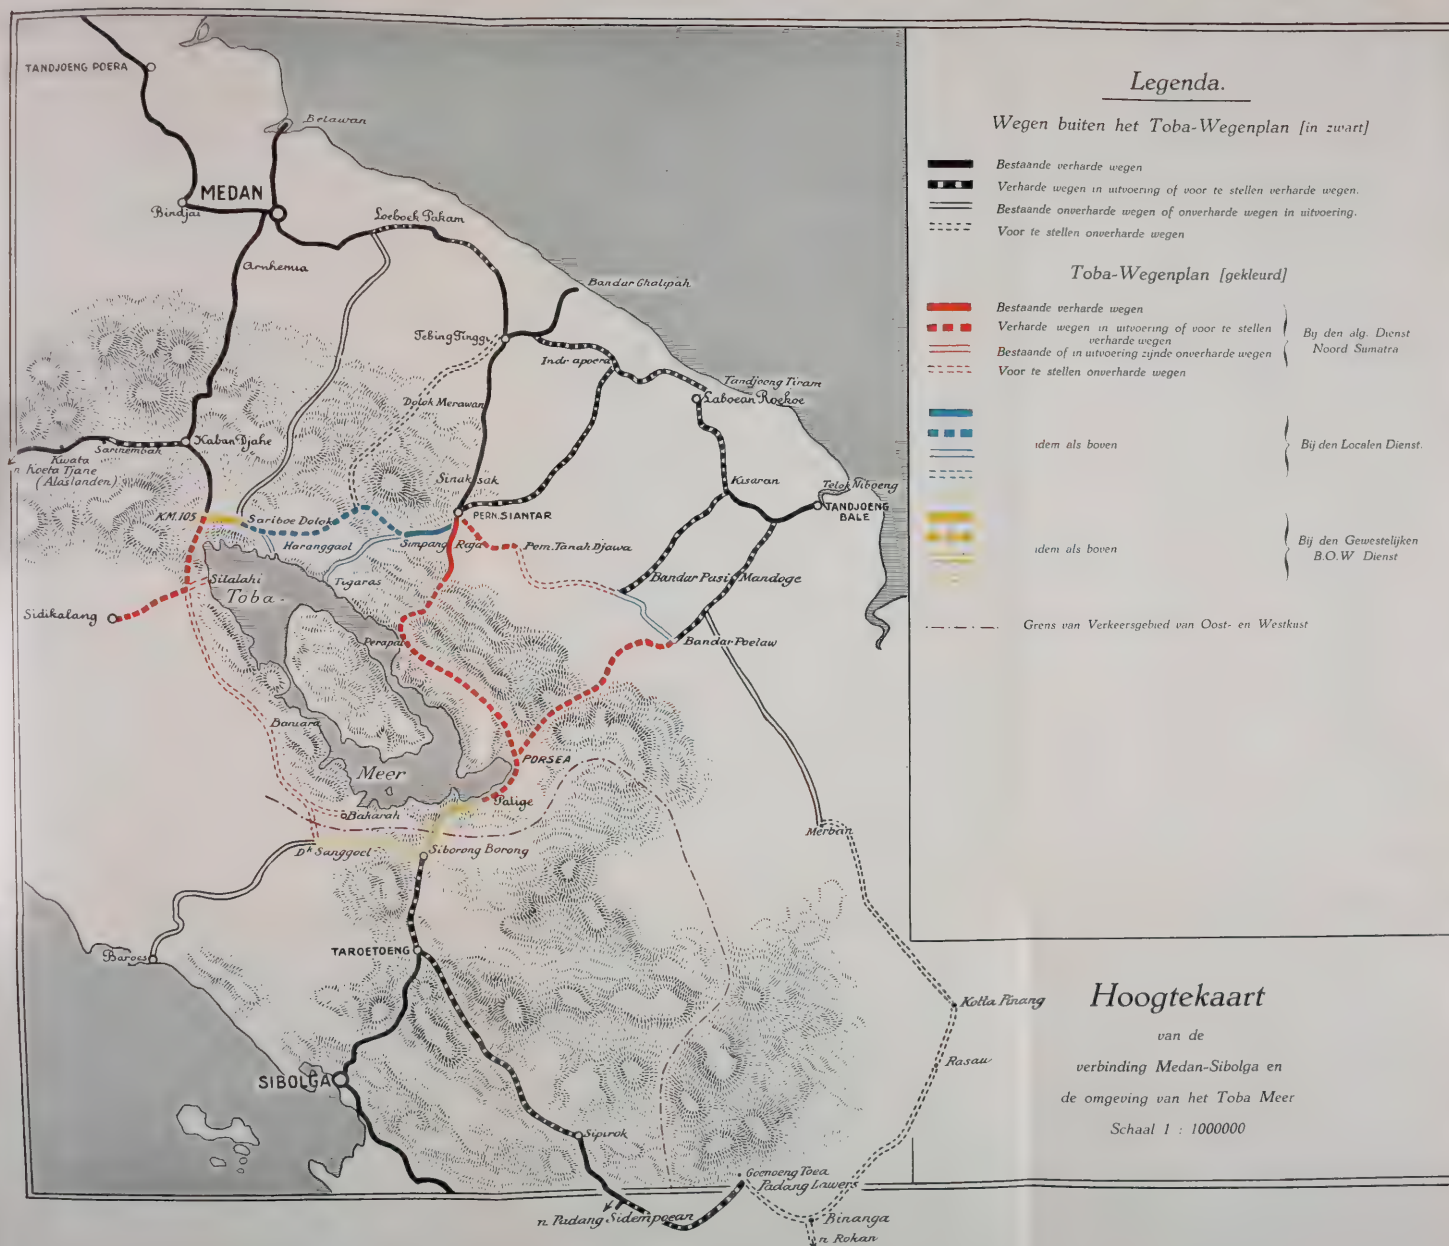 Legenda.
Wegen buiten het Toba-Wegenplan [in zwart]
Bestaande verharde wegen
Verharde wegen in uitvoering of voor te stellen verharde wegen.
Bestaande onverharde wegen of onverharde wegen in uitvoering.
Voor te stellen onverharde wegen
Toba-Wegenplan [gekleurd]
Bestaande verharde wegen
Verharde wegen in uitvoering of voor te stellen
verharde wegen
Bestaande of in uitvoering zijnde onverharde wegen
Voor te stellen onverharde wegen
Bij den alg. Dienst
Noord Sumatra
idem als boven
Bij den Localen Dienst.
idem als boven
Bij den Gewestelijken
B.O.W Dienst
Grens van Verkeersgebied van Oost- en Westkust
Hoogtekaart
van de
verbinding Medan-Sibolga en
de omgeving van het Toba Meer
Schaal 1 : 1000000
TANDJOENG POERA
Belawan
MEDAN
Bindjai
Loeboek Pakam
Arnhemia
Bandar Chalipah
Tebing Tinggi
Indrapoera
Tandjoeng Tiram
Laboean Roekoe
Dolok Merawan
Kaban Djahe
Sarinembak
Kwata
n Koeta Tjane
(Alaslanden)
Sinaksak
Kisaran
Telok Niboeng
TANDJOENG
BALE
KM. 105
Sariboe Dolok
PERN. SIANTAR
Haranggaol
Simpang Raja
Pem. Tanah Djawa
Tigaras
Bandar Pasir Mandoge
Silalahi
Toba-
Sidikalang
Perapat
Bandar Poelaw
Baniara
PORSEA
Meer
Balige
Bakarah
Merbau
Dk Sanggoel
Siborong Borong
TAROETOENG
Baroes
Kotta Pinang
Rasau
SIBOLGA
Sipirok
Goenoeng Toea
Padang Lawers
n Padang Sidempoean
Binanga
n Rokan